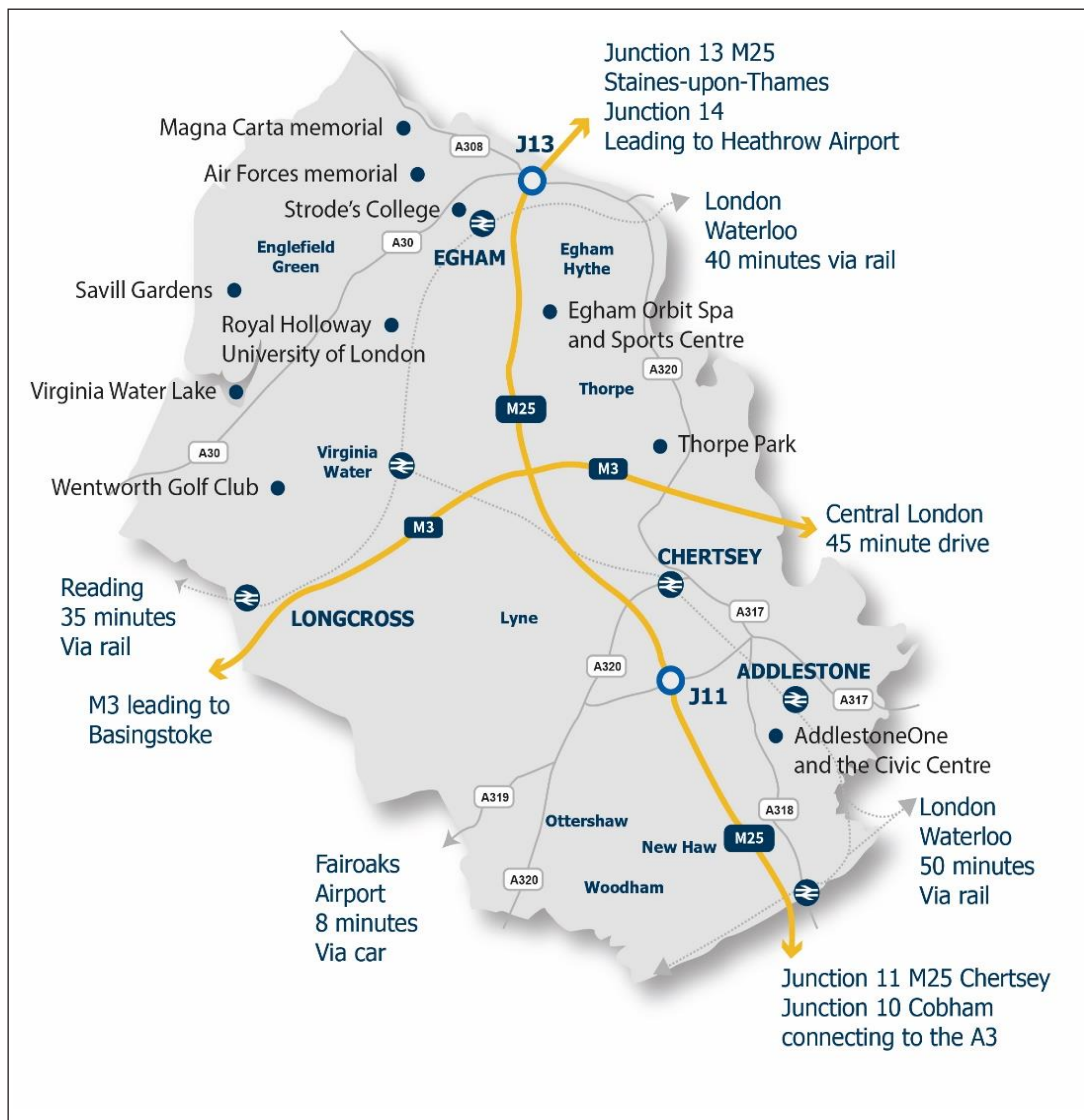 Junction 13 M25
Staines-upon-Thames
Junction 14
Leading to Heathrow Airport
Magna Carta memorial
A308
J13
Air Forces memorial
Strode's College
London
Waterloo
40 minutes via rail
A30
Englefield
Green
EGHAM
Egham
Hythe
Savill Gardens
Royal Holloway
University of London
Egham Orbit Spa
and Sports Centre
A320
Virginia Water Lake
Thorpe
M25
A30
Virginia
Water
Thorpe Park
M3
Wentworth Golf Club
M3
Central London
45 minute drive
CHERTSEY
Reading
35 minutes
Via rail
LONGCROSS
Lyne
A317
A320
ADDLESTONE
J11
A317
M3 leading to
Basingstoke
AddlestoneOne
and the Civic Centre
A319
A318
London
Waterloo
50 minutes
Via rail
Ottershaw
New Haw
M25
Fairoaks
Airport
8 minutes
Via car
A320
Woodham
Junction 11 M25 Chertsey
Junction 10 Cobham
connecting to the A3